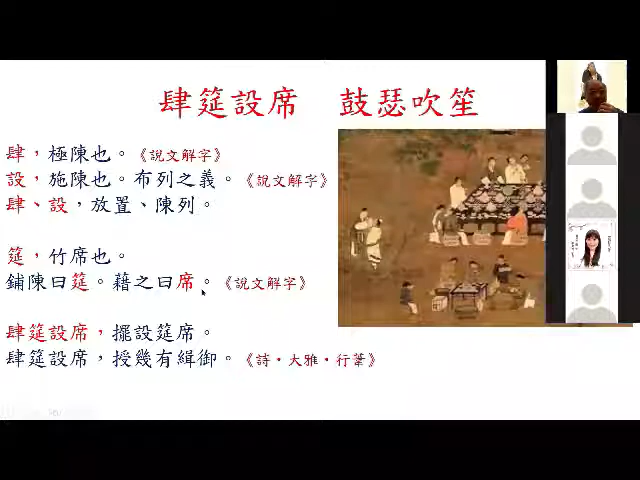 肆筵設席　鼓瑟吹笙
肆，極陳也。《說文解字》
設，施陳也。布列之義。《說文解字》
肆、設，放置、陳列。
筵，竹席也。
鋪陳曰筵。藉之曰席。《說文解字》
肆筵設席，擺設筵席。
肆筵設席，授幾有緝御。《詩·大雅·行葦》